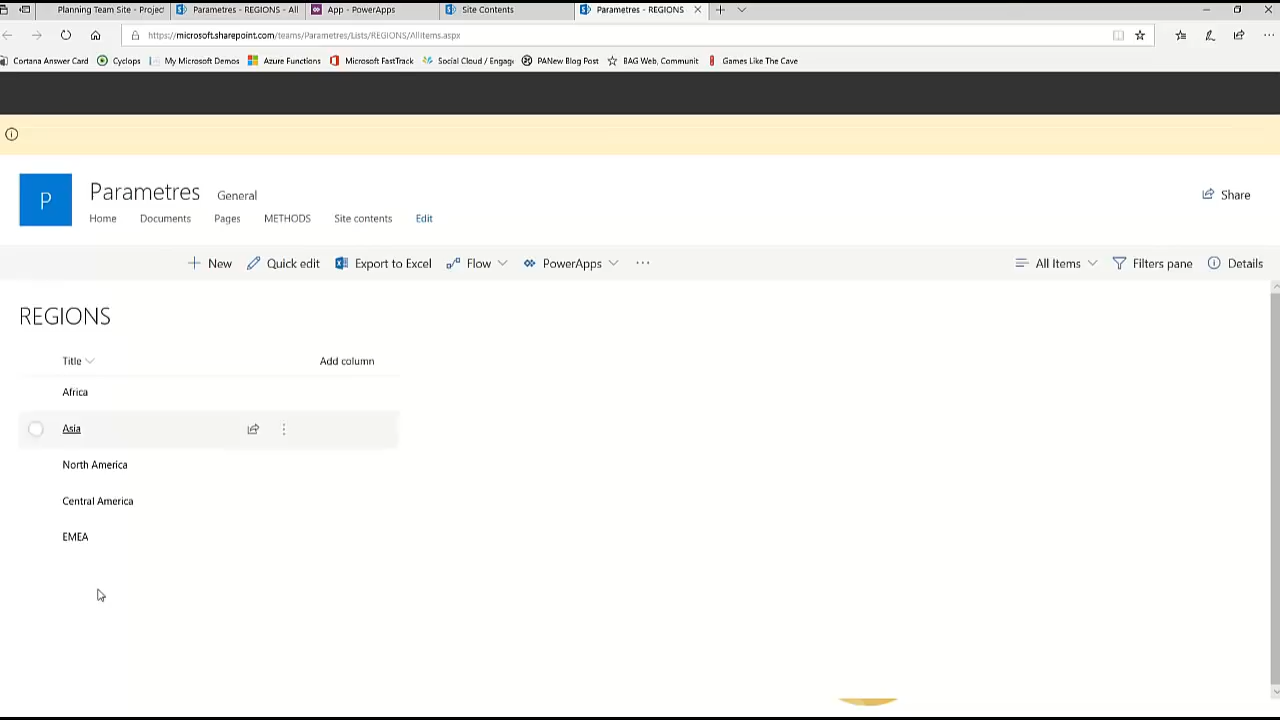 Planning Team Site - Projec
Parametres - REGIONS - All
App - PowerApps
Site Contents
Parametres - REGIONS
https://microsoft.sharepoint.com/teams/Parametres/Lists/REGIONS/AllItems.aspx
Cortana Answer Card
Cyclops
My Microsoft Demos
Azure Functions
Microsoft FastTrack
Social Cloud / Engage
PANew Blog Post
BAG Web, Communit
Games Like The Cave
P
Parametres
General
Share
Home
Documents
Pages
METHODS
Site contents
Edit
New
Quick edit
Export to Excel
Flow
PowerApps
All Items
Filters pane
Details
REGIONS
Title
Add column
Africa
Asia
North America
Central America
EMEA